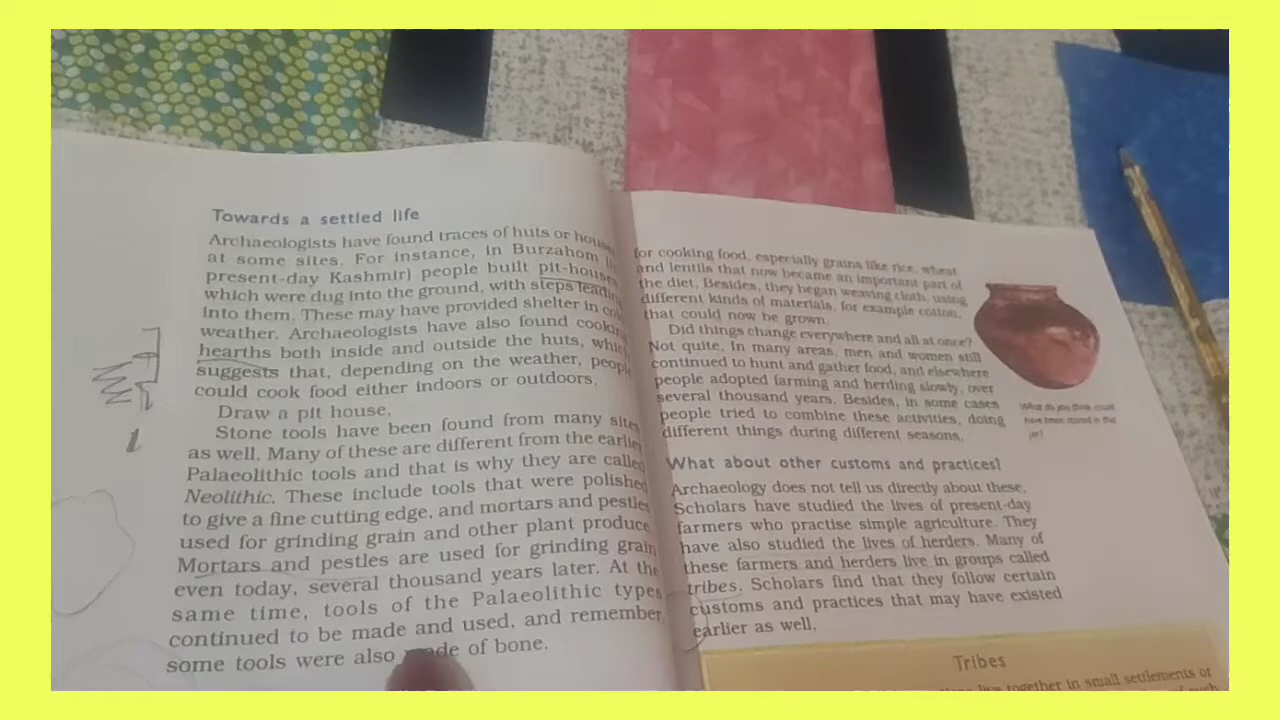 Towards a settled life
Archaeologists have found traces of huts or
at some sites. For instance, in Burzahom
present-day Kashmir) people built
which were dug into the ground, with steps
into them. These may have provided shelter in
weather. Archaeologists have also found
hearths both inside and outside the huts,
suggests that, depending on the weather,
could cook food either indoors or outdoors.
Draw a pit house.
Stone tools have been found from many sites
as well. Many of these are different from the
Palaeolithic tools and that is why they are called
Neolithic. These include tools that were polished
to give a fine cutting edge, and mortars and pestles
used for grinding grain and other plant produce.
Mortars and pestles are used for grinding grain
even today, several thousand years later. At the
same time, tools of the Palaeolithic types
continued to be made and used, and remember,
some tools were also made of bone.
for cooking food, especially grains like rice, wheat
and lentils that now became an important part of
the diet. Besides, they began weaving cloth, using
different kinds of materials, for example cotton,
that could now be grown.
Did things change everywhere and all at once?
Not quite. In many areas, men and women still
continued to hunt and gather food, and elsewhere
people adopted farming and herding slowly, over
several thousand years. Besides, in some cases
people tried to combine these activities, doing
different things during different seasons.
What do you think could
have been stored in this
jar?
What about other customs and practices?
Archaeology does not tell us directly about these.
Scholars have studied the lives of present-day
farmers who practise simple agriculture. They
have also studied the lives of herders. Many of
these farmers and herders live in groups called
tribes. Scholars find that they follow certain
customs and practices that may have existed
earlier as well.
Tribes
live together in small settlements or